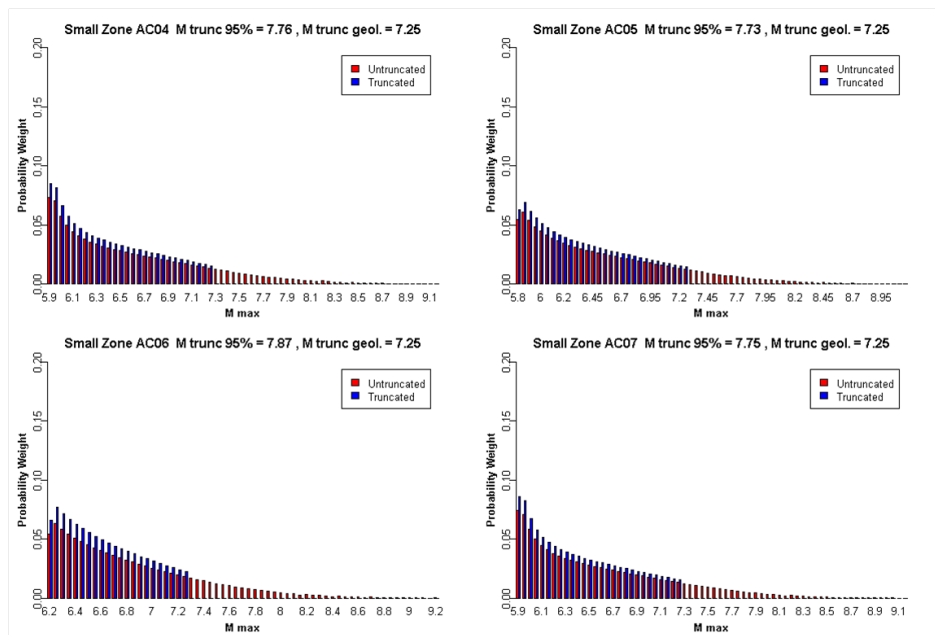 Small Zone AC04 M trunc 95% = 7.76 , M trunc geol. = 7.25
0.20
0.15
0.10
0.05
0.00
Probability Weight
Untruncated
Truncated
5.9 6.1 6.3 6.5 6.7 6.9 7.1 7.3 7.5 7.7 7.9 8.1 8.3 8.5 8.7 8.9 9.1
M max
Small Zone AC05 M trunc 95% = 7.73 , M trunc geol. = 7.25
0.20
0.15
0.10
0.05
0.00
Probability Weight
Untruncated
Truncated
5.8 6 6.2 6.45 6.7 6.95 7.2 7.45 7.7 7.95 8.2 8.45 8.7 8.95
M max
Small Zone AC06 M trunc 95% = 7.87 , M trunc geol. = 7.25
0.20
0.15
0.10
0.05
0.00
Probability Weight
Untruncated
Truncated
6.2 6.4 6.6 6.8 7 7.2 7.4 7.6 7.8 8 8.2 8.4 8.6 8.8 9 9.2
M max
Small Zone AC07 M trunc 95% = 7.75 , M trunc geol. = 7.25
0.20
0.15
0.10
0.05
0.00
Probability Weight
Untruncated
Truncated
5.9 6.1 6.3 6.5 6.7 6.9 7.1 7.3 7.5 7.7 7.9 8.1 8.3 8.5 8.7 8.9 9.1
M max